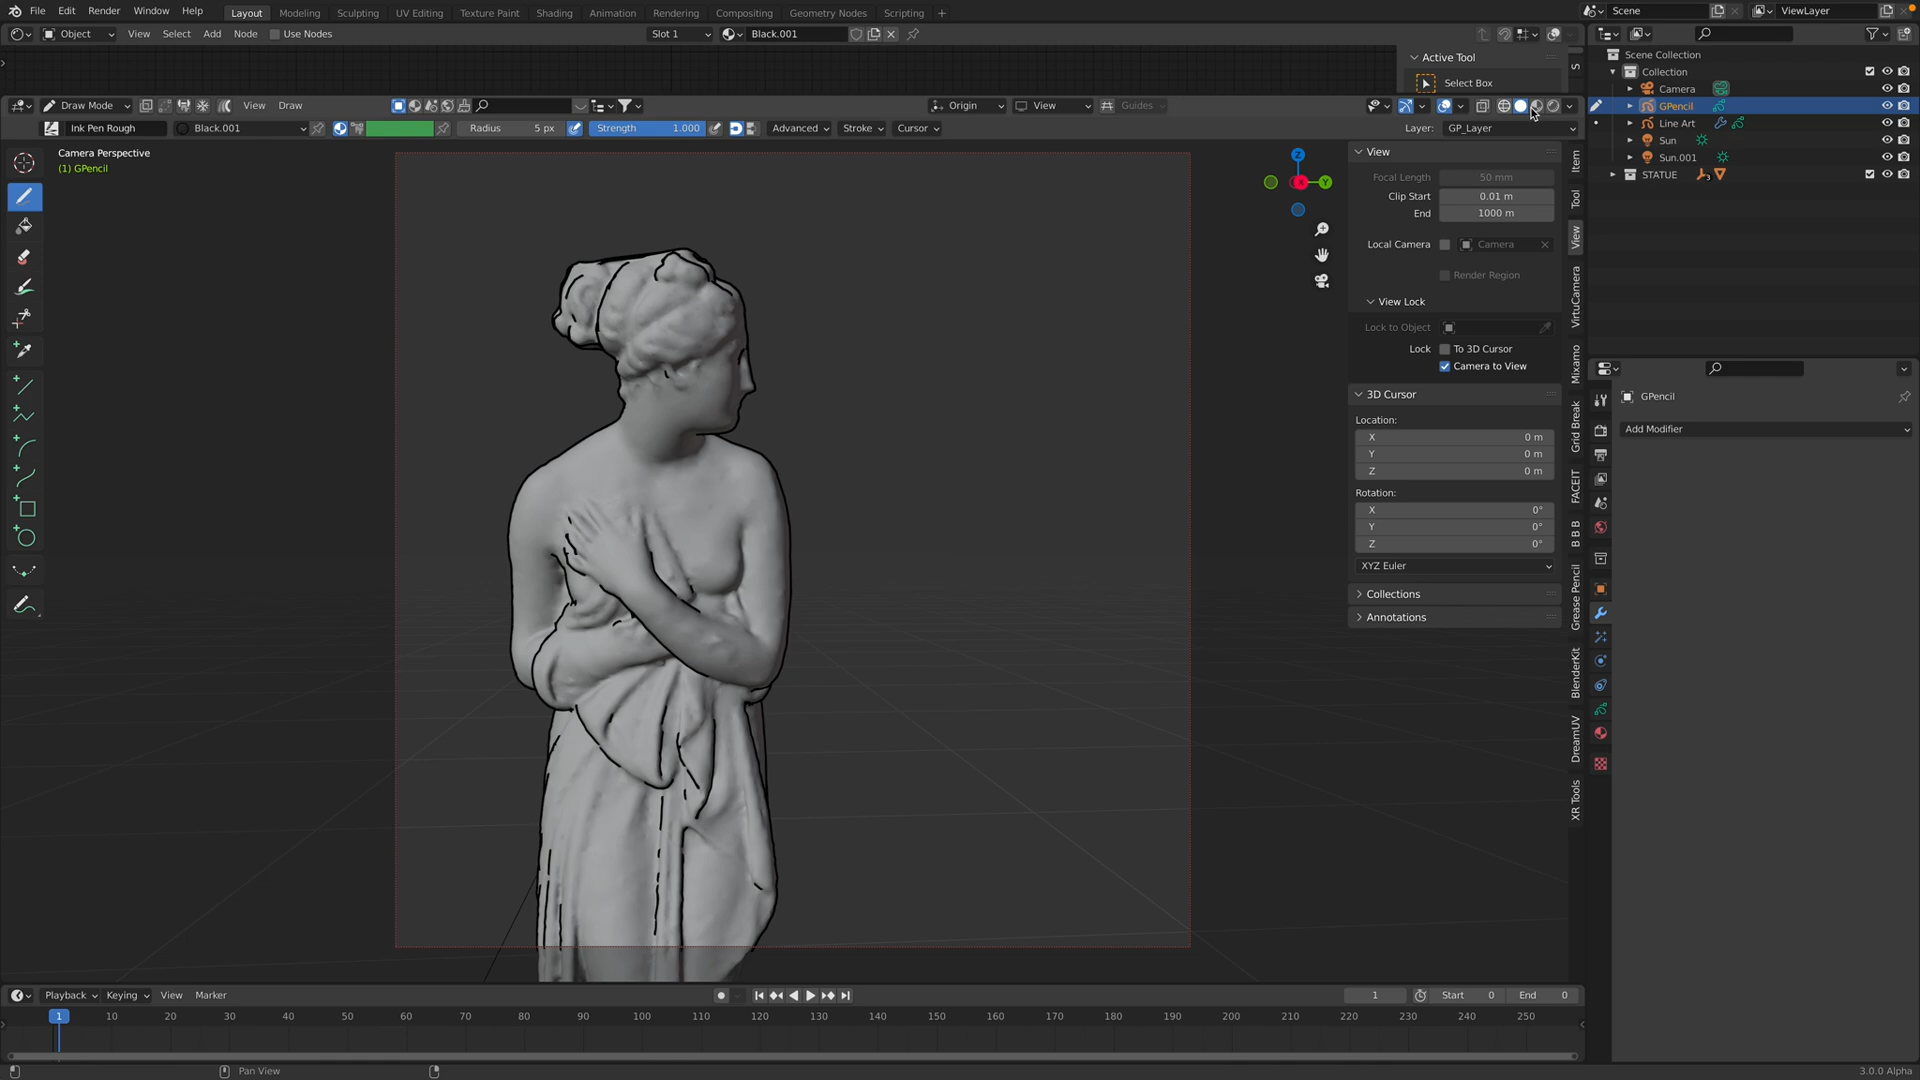 File Edit Render Window Help Layout Modeling Sculpting UV Editing Texture Paint Shading Animation Rendering Compositing Geometry Nodes Scripting + Scene ViewLayer
Object View Select Add Node Use Nodes Slot 1 Black.001
Active Tool
Select Box
Draw Mode View Draw Origin View Guides
Ink Pen Rough Black.001 Radius 5 px Strength 1.000 Advanced Stroke Cursor Layer: GP_Layer
Camera Perspective
(1) GPencil
Z
Y
X
View
Focal Length 50 mm
Clip Start 0.01 m
End 1000 m
Local Camera Camera
Render Region
View Lock
Lock to Object
Lock To 3D Cursor
Camera to View
3D Cursor
Location:
X 0 m
Y 0 m
Z 0 m
Rotation:
X 0°
Y 0°
Z 0°
XYZ Euler
Collections
Annotations
S
Item
Tool
View
VirtuCamera
Mixamo
Grid Break
FACEIT
B B B
Grease Pencil
BlenderKit
DreamUV
XR Tools
Scene Collection
Collection
Camera
GPencil
Line Art
Sun
Sun.001
STATUE 3
GPencil
Add Modifier
Playback Keying View Marker 1 Start 0 End 0
1 10 20 30 40 50 60 70 80 90 100 110 120 130 140 150 160 170 180 190 200 210 220 230 240 250
Pan View 3.0.0 Alpha